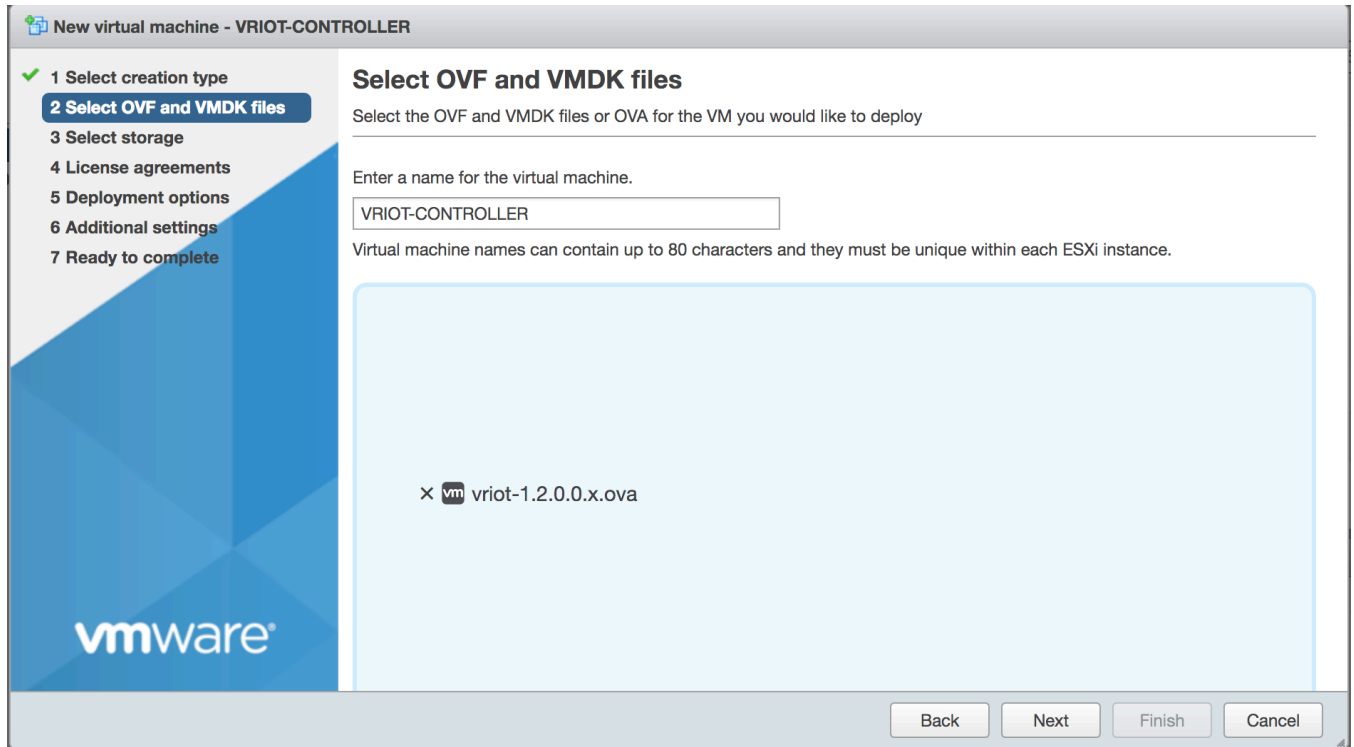 New virtual machine - VRIOT-CONTROLLER
1 Select creation type
2 Select OVF and VMDK files
3 Select storage
4 License agreements
5 Deployment options
6 Additional settings
7 Ready to complete
vmware®
Select OVF and VMDK files
Select the OVF and VMDK files or OVA for the VM you would like to deploy
Enter a name for the virtual machine.
VRIOT-CONTROLLER
Virtual machine names can contain up to 80 characters and they must be unique within each ESXi instance.
× vm vriot-1.2.0.0.x.ova
Back Next Finish Cancel